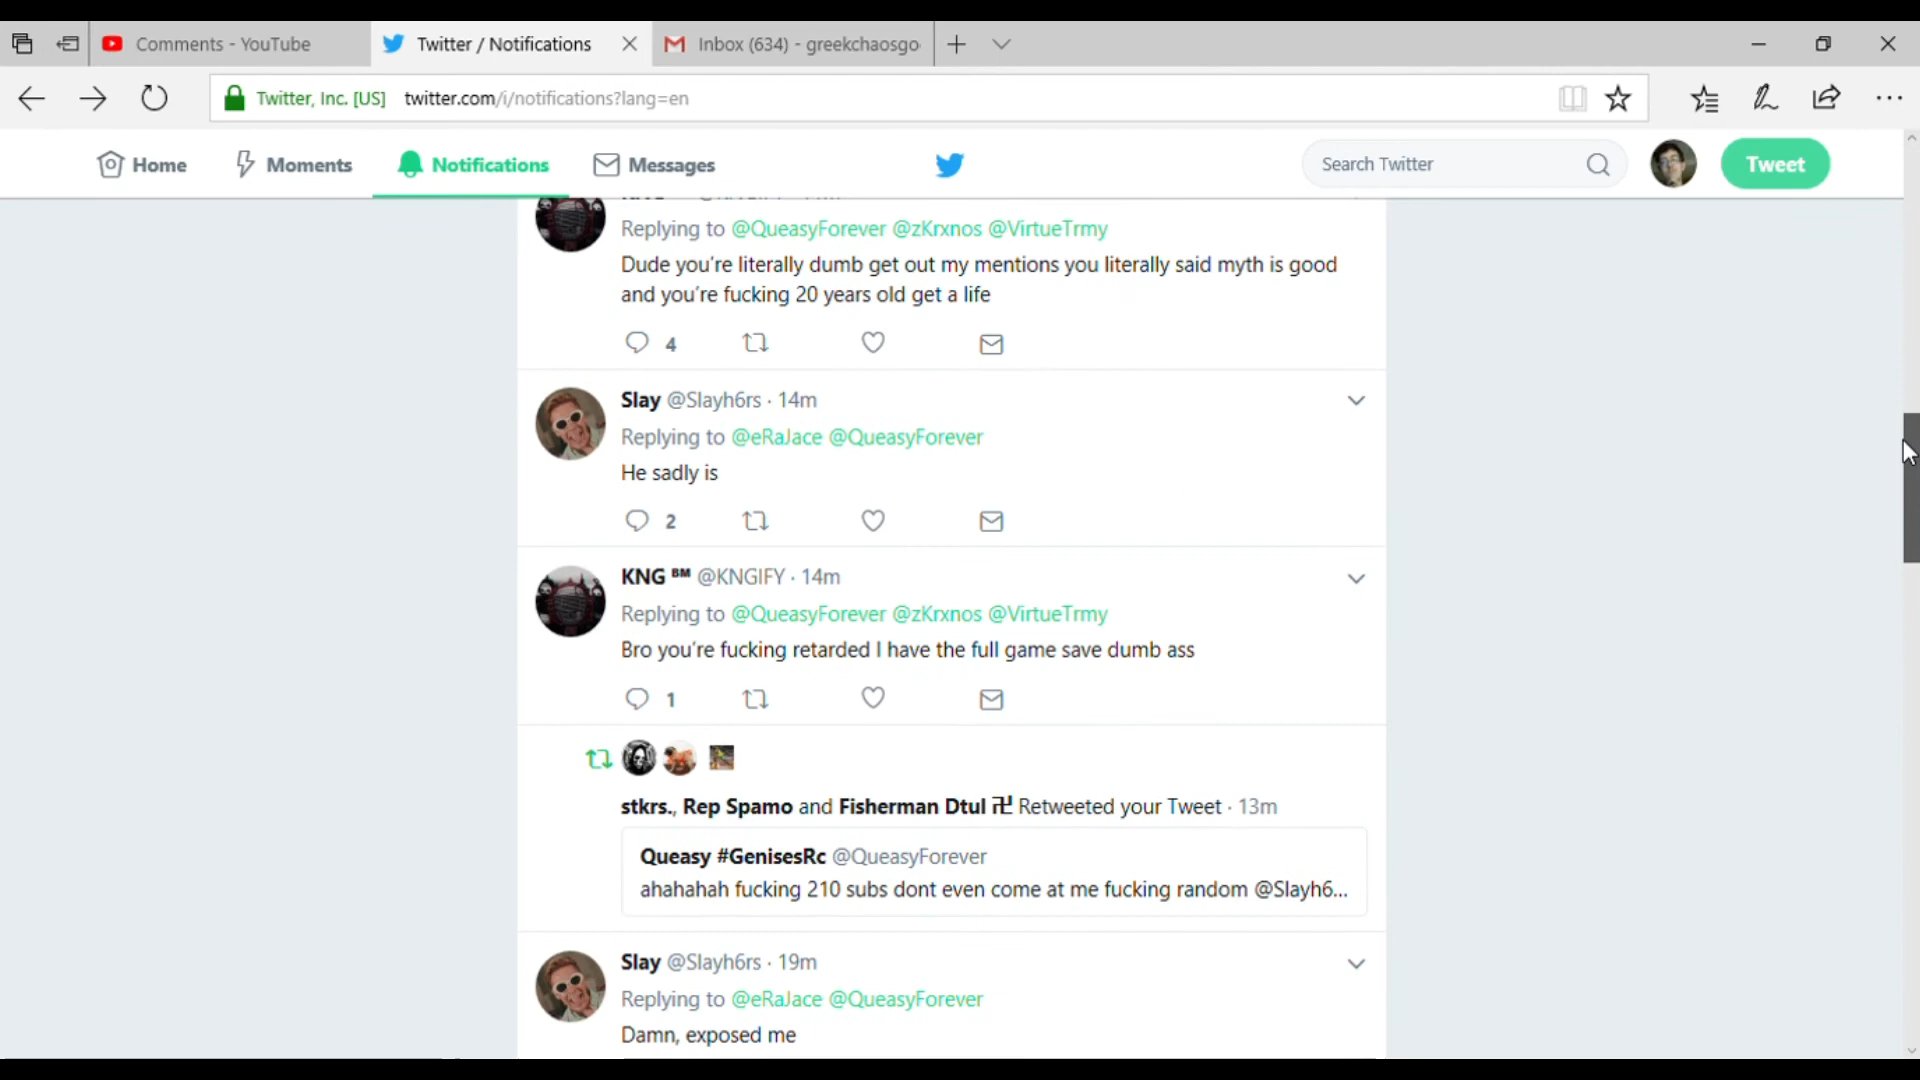 Comments - YouTube
Twitter / Notifications
Inbox (634) - greekchaosgo
Twitter, Inc. [US] twitter.com/i/notifications?lang=en
Home
Moments
Notifications
Messages
Search Twitter
Tweet
Replying to @QueasyForever @zKrxnos @VirtueTrmy
Dude you're literally dumb get out my mentions you literally said myth is good
and you're fucking 20 years old get a life
4
Slay @Slayh6rs · 14m
Replying to @eRaJace @QueasyForever
He sadly is
2
KNG ᴮᴹ @KNGIFY · 14m
Replying to @QueasyForever @zKrxnos @VirtueTrmy
Bro you're fucking retarded I have the full game save dumb ass
1
stkrs., Rep Spamo and Fisherman Dtul 卍 Retweeted your Tweet · 13m
Queasy #GenisesRc @QueasyForever
ahahahah fucking 210 subs dont even come at me fucking random @Slayh6...
Slay @Slayh6rs · 19m
Replying to @eRaJace @QueasyForever
Damn, exposed me